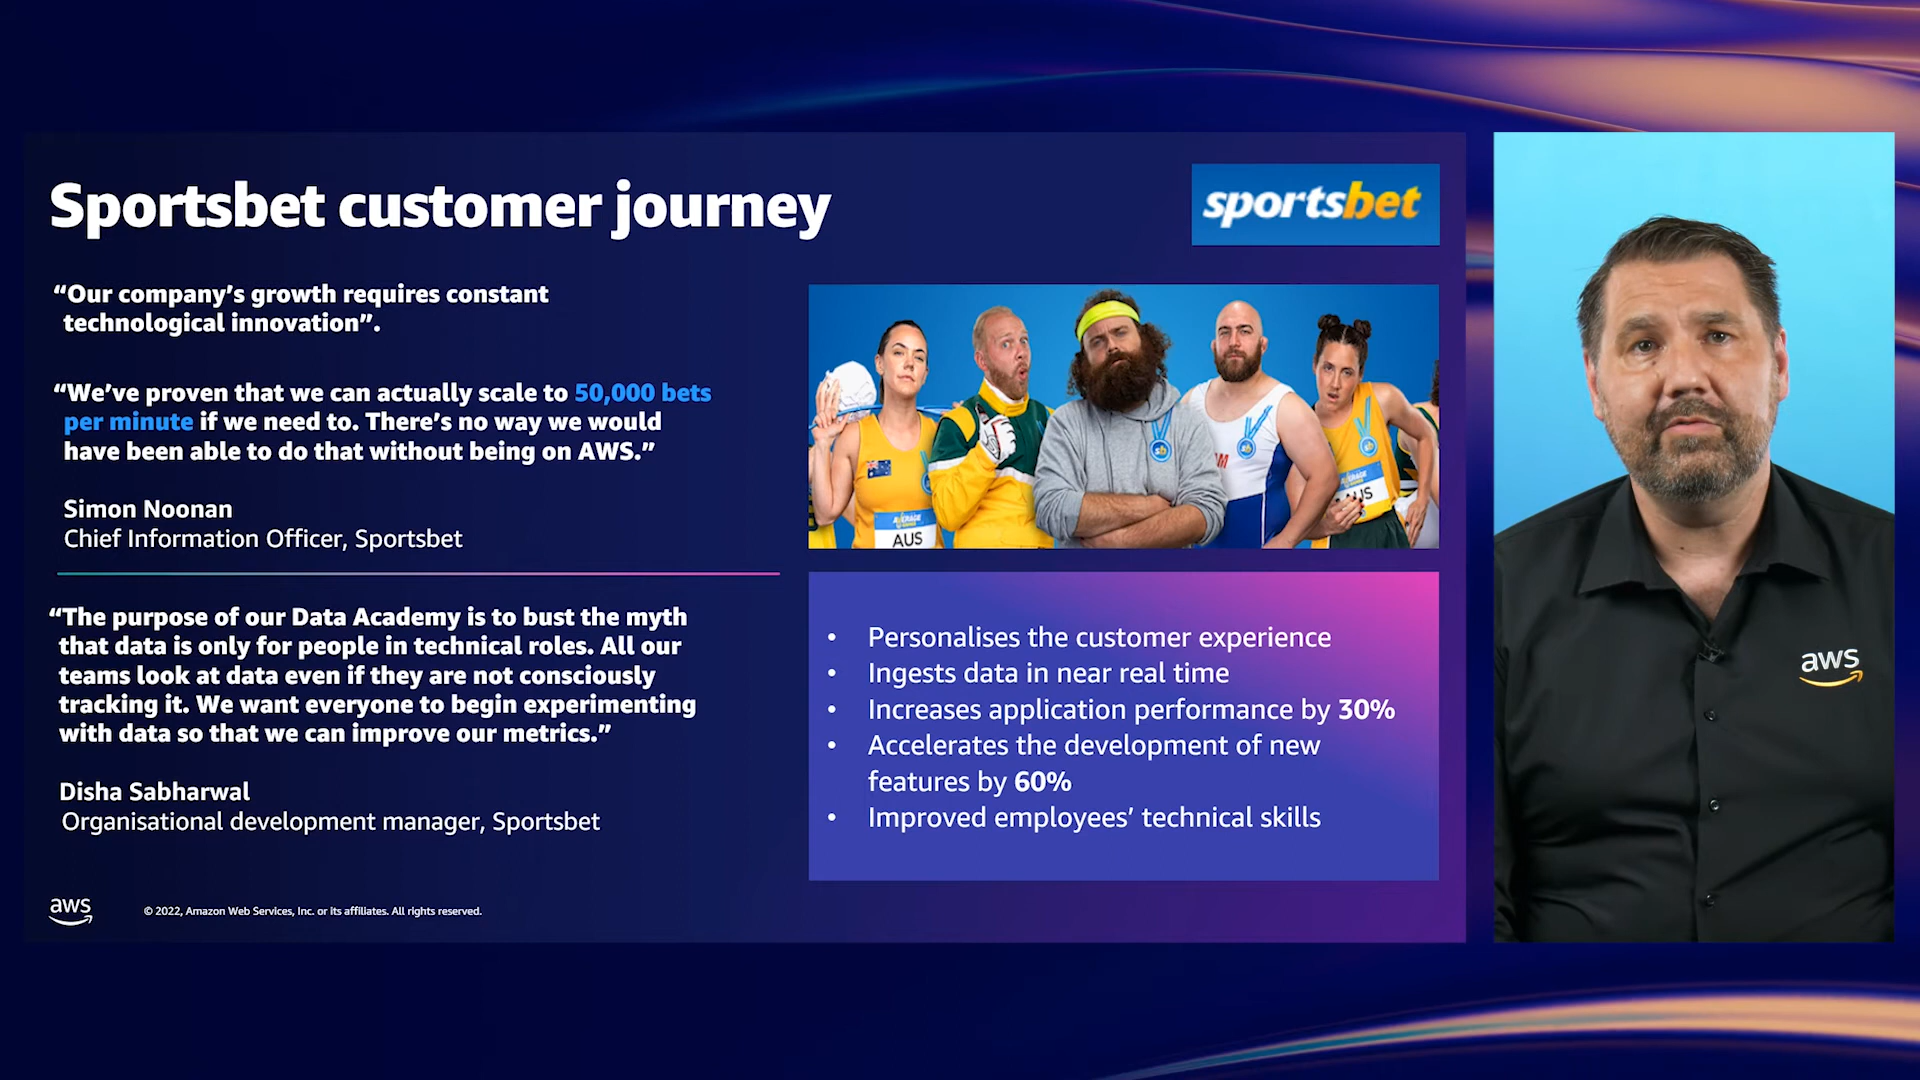 Sportsbet customer journey
sportsbet
“Our company’s growth requires constant
technological innovation”.
“We’ve proven that we can actually scale to 50,000 bets
per minute if we need to. There’s no way we would
have been able to do that without being on AWS.”
Simon Noonan
Chief Information Officer, Sportsbet
“The purpose of our Data Academy is to bust the myth
that data is only for people in technical roles. All our
teams look at data even if they are not consciously
tracking it. We want everyone to begin experimenting
with data so that we can improve our metrics.”
Disha Sabharwal
Organisational development manager, Sportsbet
AUS
• Personalises the customer experience
• Ingests data in near real time
• Increases application performance by 30%
• Accelerates the development of new
features by 60%
• Improved employees’ technical skills
aws
© 2022, Amazon Web Services, Inc. or its affiliates. All rights reserved.
aws